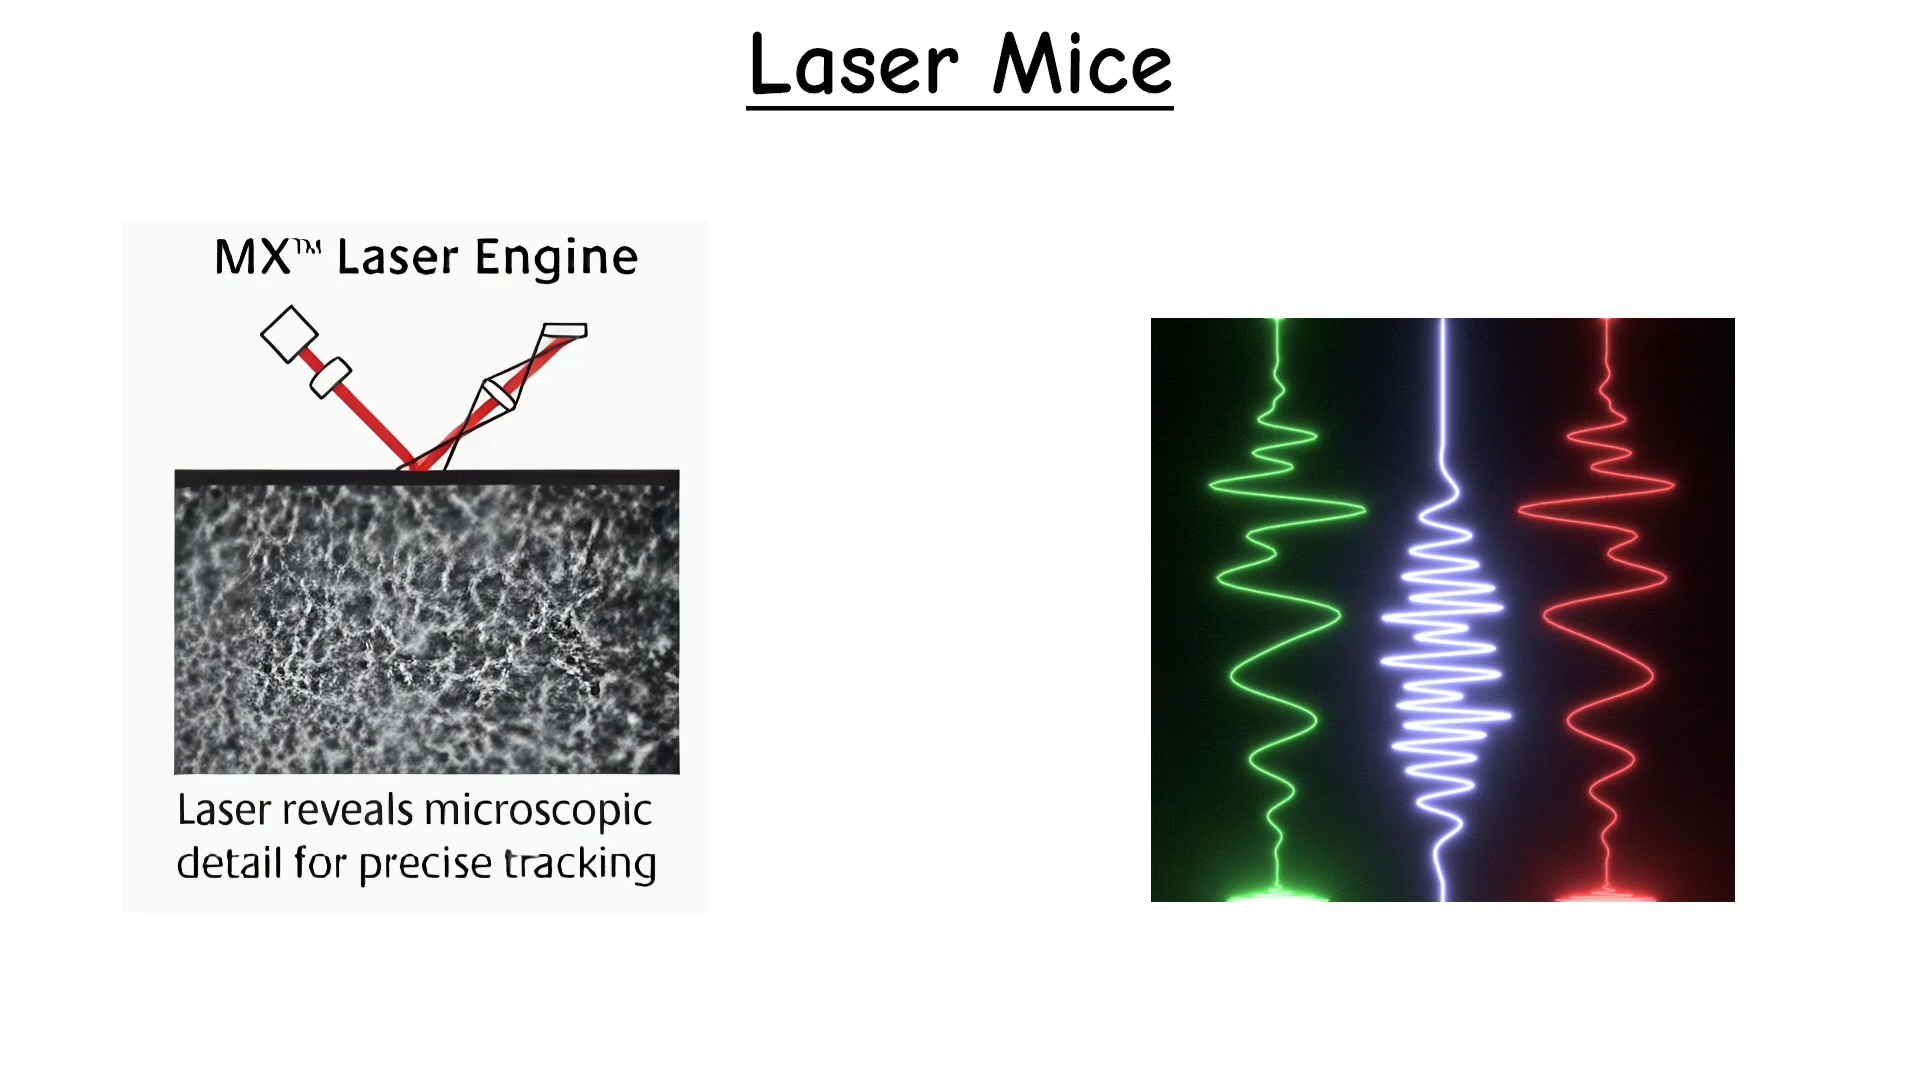 Laser Mice
MX™ Laser Engine
Laser reveals microscopic
detail for precise tracking